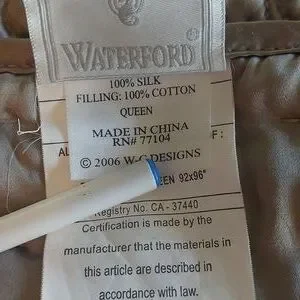 WATERFORD®
100% SILK
FILLING: 100% COTTON
QUEEN
MADE IN CHINA
RN# 77104
© 2006 W-C DESIGNS
AL F:
92x96"
Registry No. CA - 37440
Certification is made by the
manufacturer that the materials in
this article are described in
accordance with law.